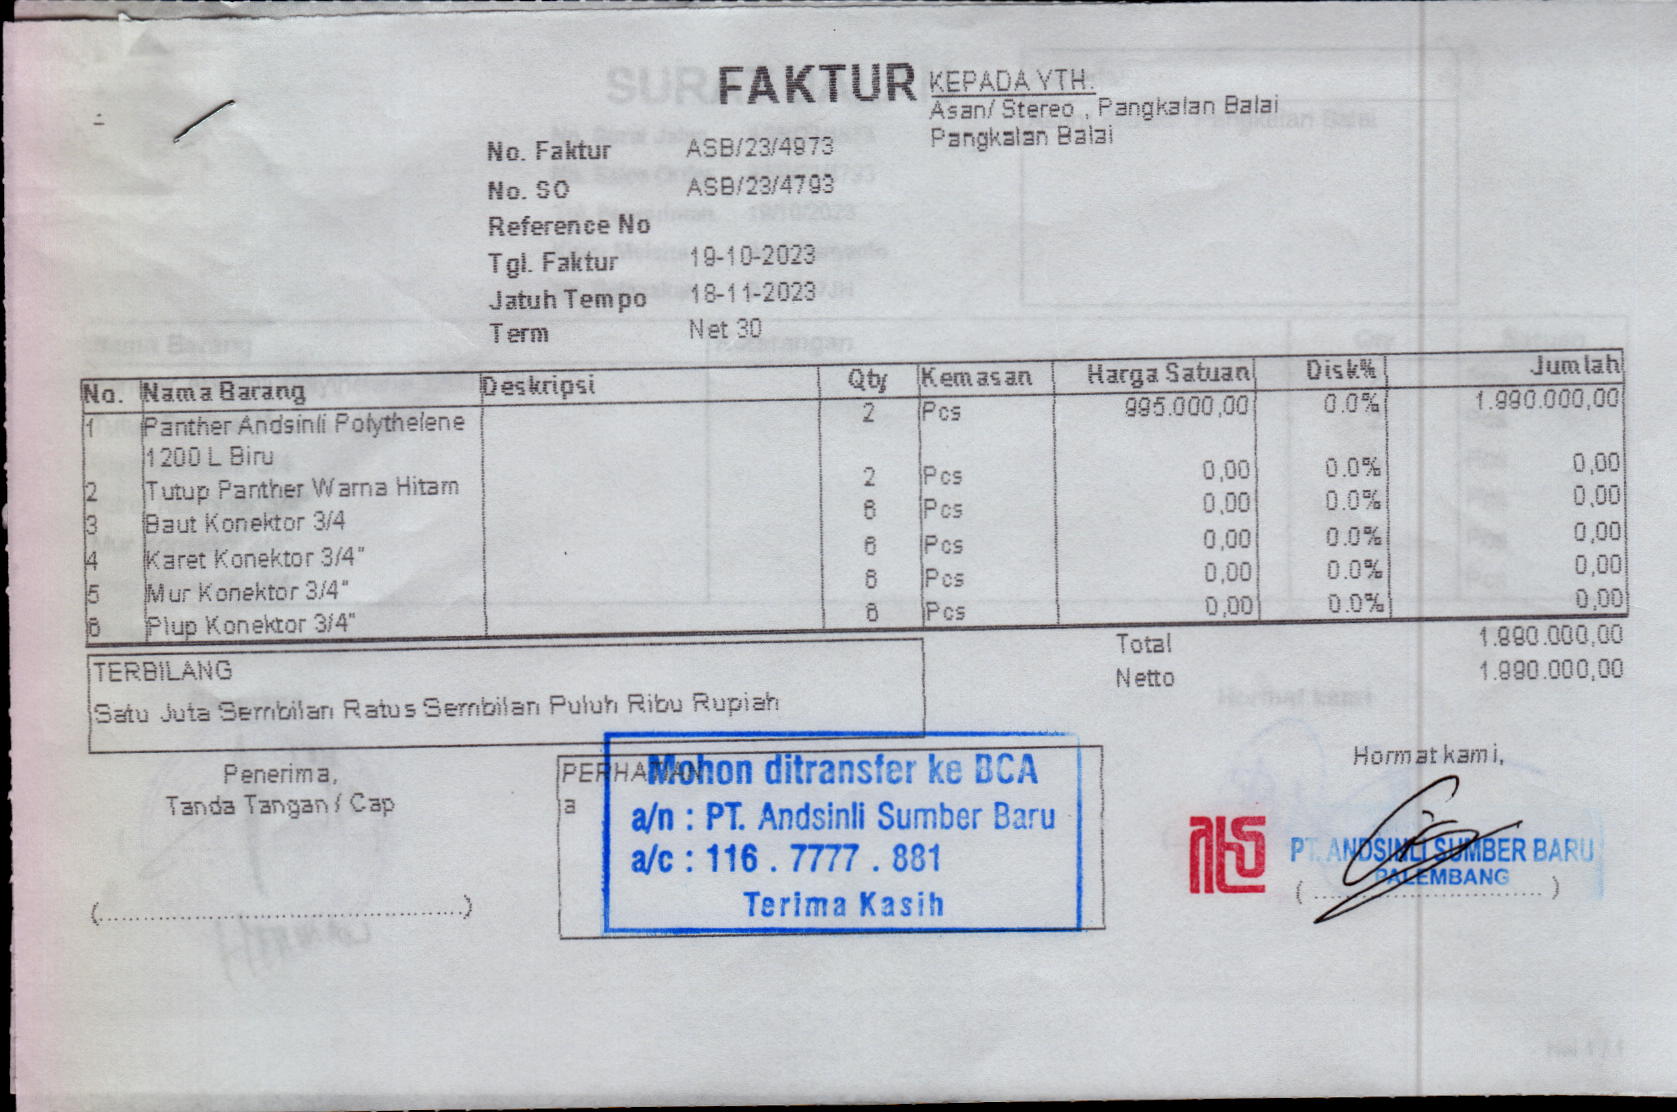 FAKTUR
KEPADA YTH.
Asan/ Stereo , Pangkalan Balai
Pangkalan Balai
No. Faktur ASB/23/4973
No. SO ASB/23/4793
Reference No
Tgl. Faktur 19-10-2023
Jatuh Tempo 18-11-2023
Term Net 30
No. Nama Barang Deskripsi Qty Kemasan Harga Satuan Disk% Jumlah
1 Panther Andsinli Polythelene 2 Pcs 995.000,00 0.0% 1.990.000,00
1200 L Biru
2 Tutup Panther Warna Hitam 2 Pcs 0,00 0.0% 0,00
3 Baut Konektor 3/4 6 Pcs 0,00 0.0% 0,00
4 Karet Konektor 3/4" 6 Pcs 0,00 0.0% 0,00
5 Mur Konektor 3/4" 6 Pcs 0,00 0.0% 0,00
6 Plup Konektor 3/4" 6 Pcs 0,00 0.0% 0,00
Total 1.990.000,00
Netto 1.990.000,00
TERBILANG
Satu Juta Sembilan Ratus Sembilan Puluh Ribu Rupiah
Penerima,
Tanda Tangan / Cap
(......................................)
PERHATIAN
a
Mohon ditransfer ke BCA
a/n : PT. Andsinli Sumber Baru
a/c : 116 . 7777 . 881
Terima Kasih
Hormat kami,
PT. ANDSINLI SUMBER BARU
PALEMBANG
(..............................)